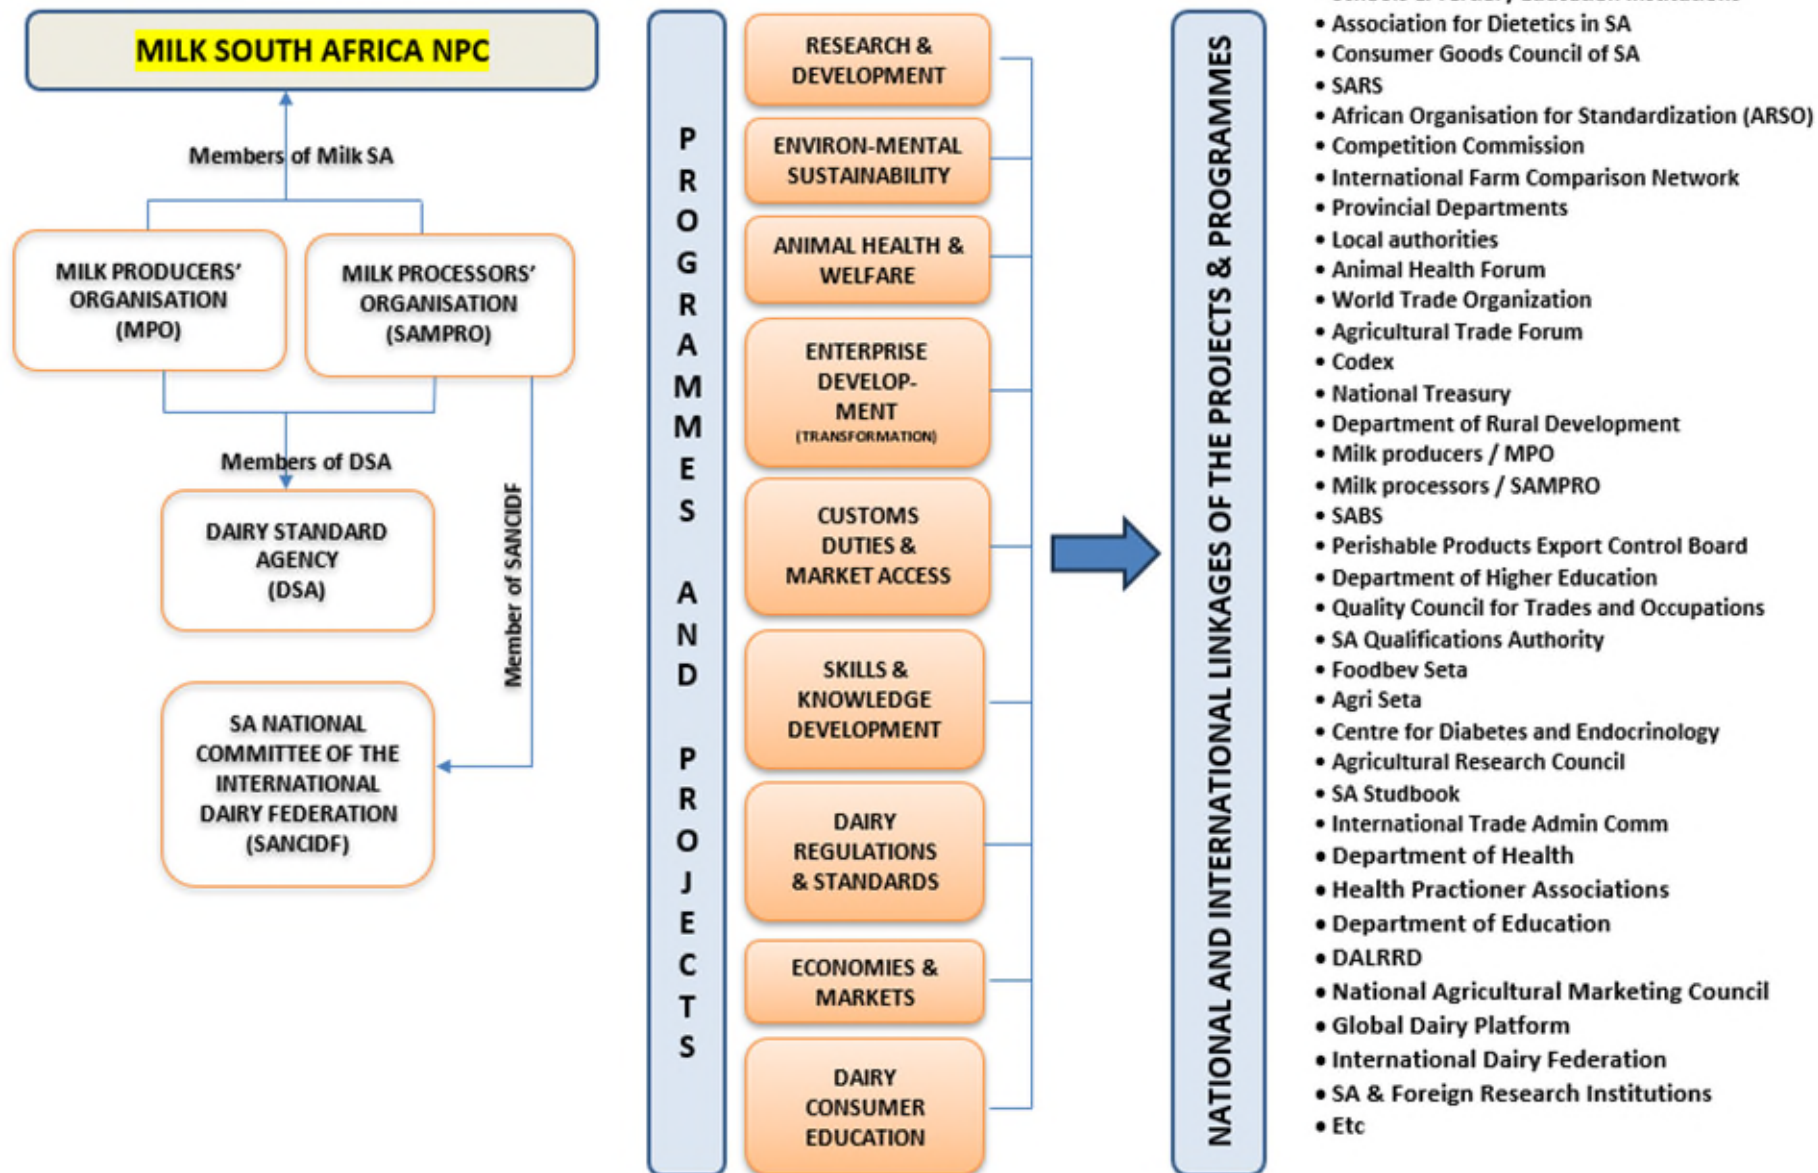 MILK SOUTH AFRICA NPC
Members of Milk SA
MILK PRODUCERS'
ORGANISATION
(MPO)
MILK PROCESSORS'
ORGANISATION
(SAMPRO)
Members of DSA
DAIRY STANDARD
AGENCY
(DSA)
Member of SANCIDF
SA NATIONAL
COMMITTEE OF THE
INTERNATIONAL
DAIRY FEDERATION
(SANCIDF)
PROGRAMMES AND PROJECTS
RESEARCH &
DEVELOPMENT
ENVIRON-MENTAL
SUSTAINABILITY
ANIMAL HEALTH &
WELFARE
ENTERPRISE
DEVELOP-
MENT
(TRANSFORMATION)
CUSTOMS
DUTIES &
MARKET ACCESS
SKILLS &
KNOWLEDGE
DEVELOPMENT
DAIRY
REGULATIONS
& STANDARDS
ECONOMIES &
MARKETS
DAIRY
CONSUMER
EDUCATION
NATIONAL AND INTERNATIONAL LINKAGES OF THE PROJECTS & PROGRAMMES
• Association for Dietetics in SA
• Consumer Goods Council of SA
• SARS
• African Organisation for Standardization (ARSO)
• Competition Commission
• International Farm Comparison Network
• Provincial Departments
• Local authorities
• Animal Health Forum
• World Trade Organization
• Agricultural Trade Forum
• Codex
• National Treasury
• Department of Rural Development
• Milk producers / MPO
• Milk processors / SAMPRO
• SABS
• Perishable Products Export Control Board
• Department of Higher Education
• Quality Council for Trades and Occupations
• SA Qualifications Authority
• Foodbev Seta
• Agri Seta
• Centre for Diabetes and Endocrinology
• Agricultural Research Council
• SA Studbook
• International Trade Admin Comm
• Department of Health
• Health Practioner Associations
• Department of Education
• DALRRD
• National Agricultural Marketing Council
• Global Dairy Platform
• International Dairy Federation
• SA & Foreign Research Institutions
• Etc